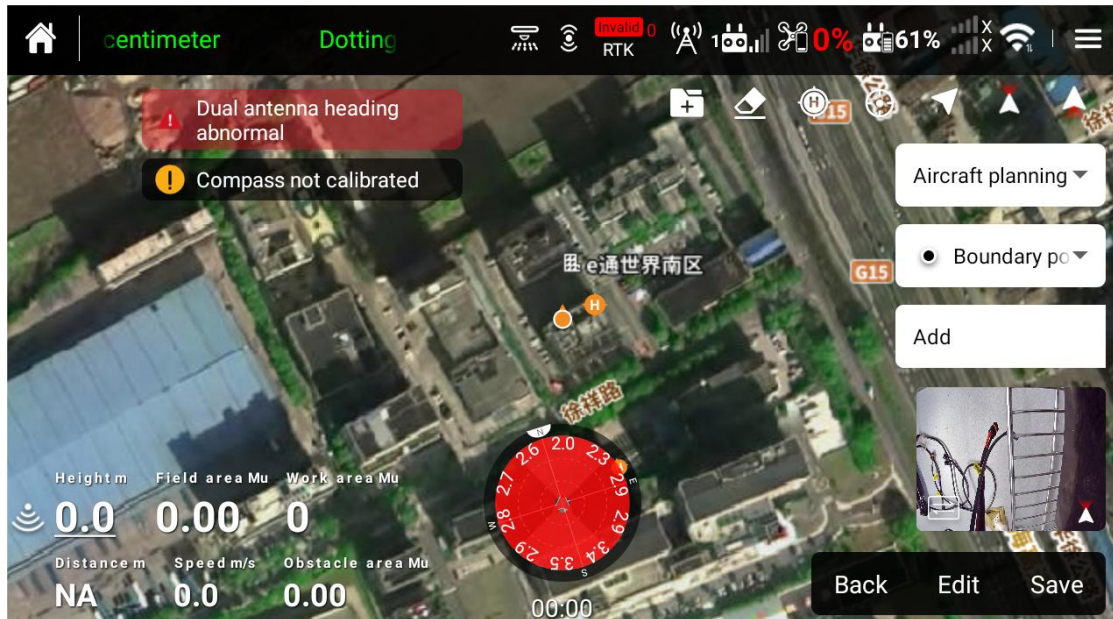 centimeter
Dotting
Invalid 0
RTK
1
0%
61%
X
X
Dual antenna heading
abnormal
Compass not calibrated
H
G15
Aircraft planning
Boundary po
Add
e通世界南区
G15
H
徐祥路
N
2.0
2.3
2.9
2.9
3.4
3.5
2.9
2.8
2.7
2.6
E
S
W
Height m
Field area Mu
Work area Mu
0.0
0.00
0
Distance m
Speed m/s
Obstacle area Mu
NA
0.0
0.00
00:00
Back
Edit
Save